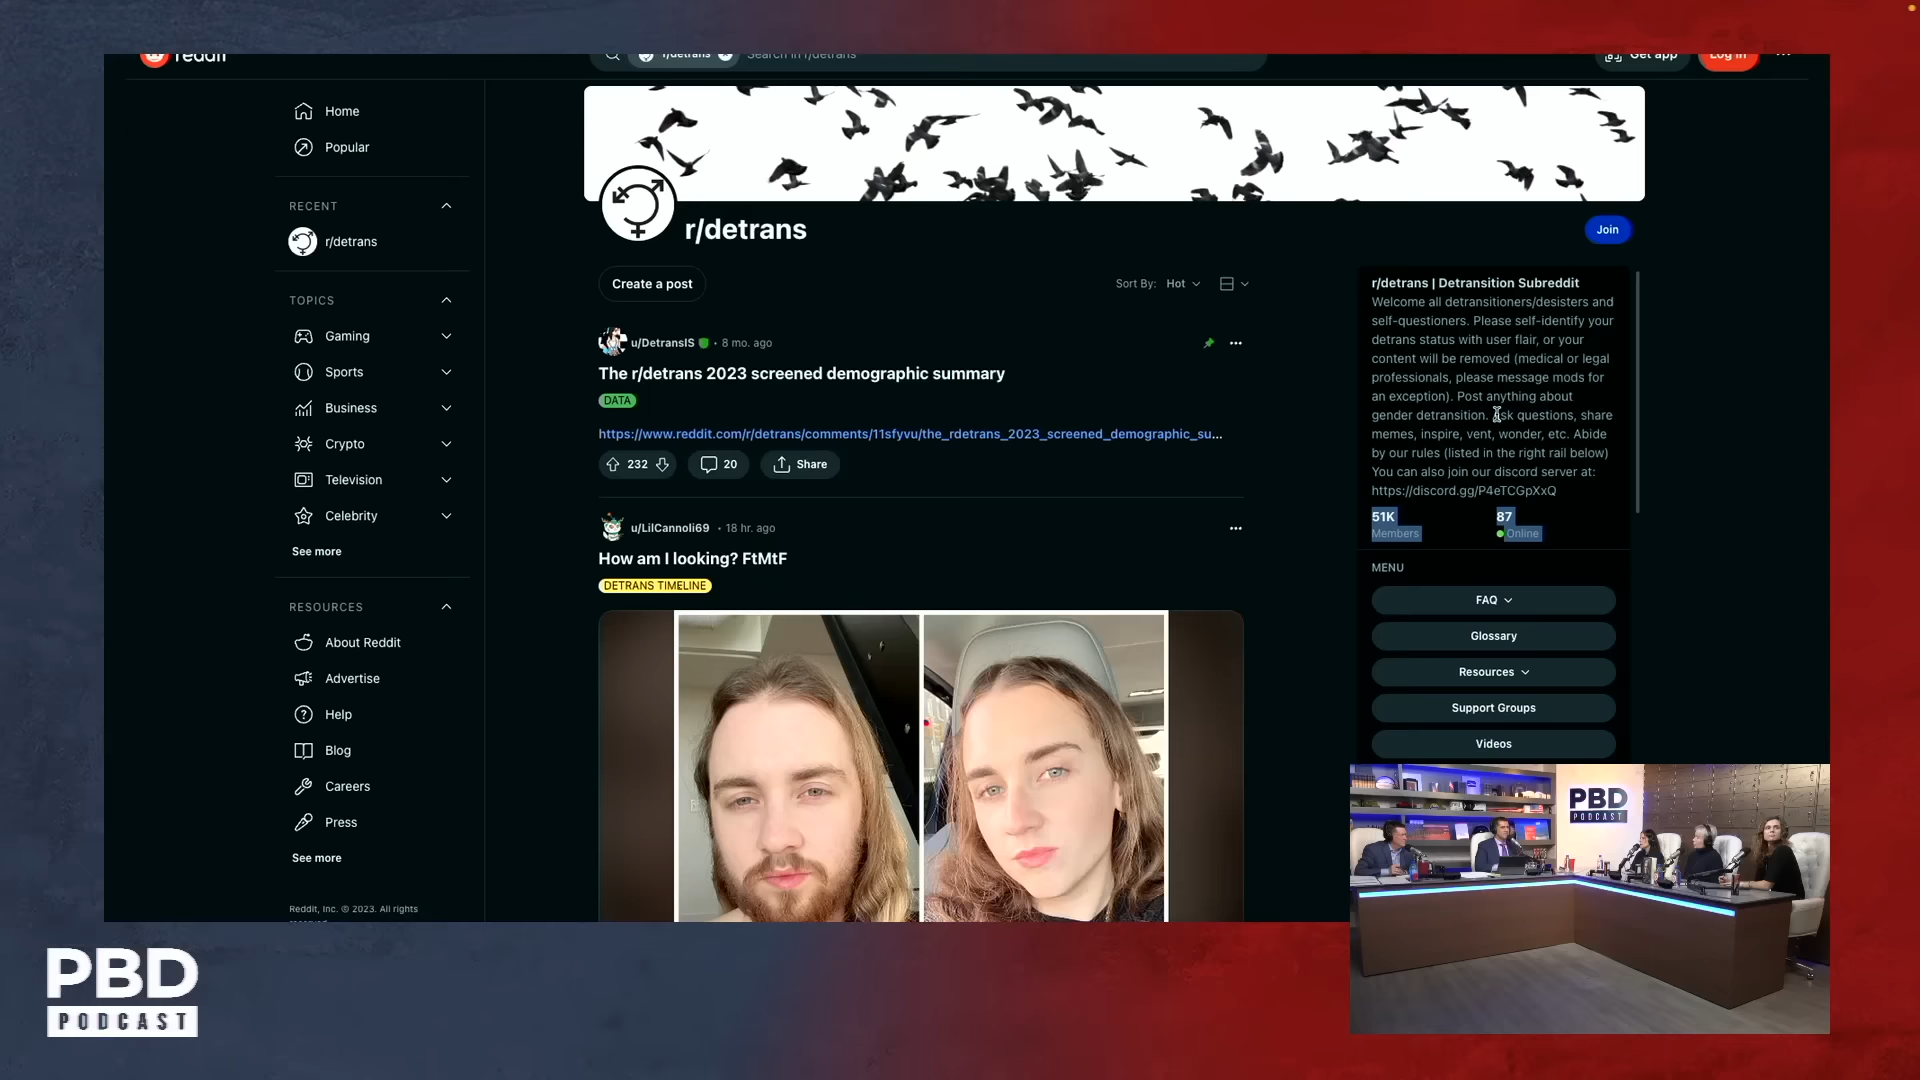 reddit
r/detrans
Search in r/detrans
Get app
Log In
Home
Popular
RECENT
r/detrans
TOPICS
Gaming
Sports
Business
Crypto
Television
Celebrity
See more
RESOURCES
About Reddit
Advertise
Help
Blog
Careers
Press
See more
Reddit, Inc. © 2023. All rights
r/detrans
Join
Create a post
Sort By:
Hot
u/DetransIS • 8 mo. ago
The r/detrans 2023 screened demographic summary
DATA
https://www.reddit.com/r/detrans/comments/11sfyvu/the_rdetrans_2023_screened_demographic_su...
232
20
Share
u/LilCannoli69 • 18 hr. ago
How am I looking? FtMtF
DETRANS TIMELINE
r/detrans | Detransition Subreddit
Welcome all detransitioners/desisters and
self-questioners. Please self-identify your
detrans status with user flair, or your
content will be removed (medical or legal
professionals, please message mods for
an exception). Post anything about
gender detransition. Ask questions, share
memes, inspire, vent, wonder, etc. Abide
by our rules (listed in the right rail below)
You can also join our discord server at:
https://discord.gg/P4eTCGpXxQ
51K
Members
87
Online
MENU
FAQ
Glossary
Resources
Support Groups
Videos
PBD
PODCAST
PBD
PODCAST